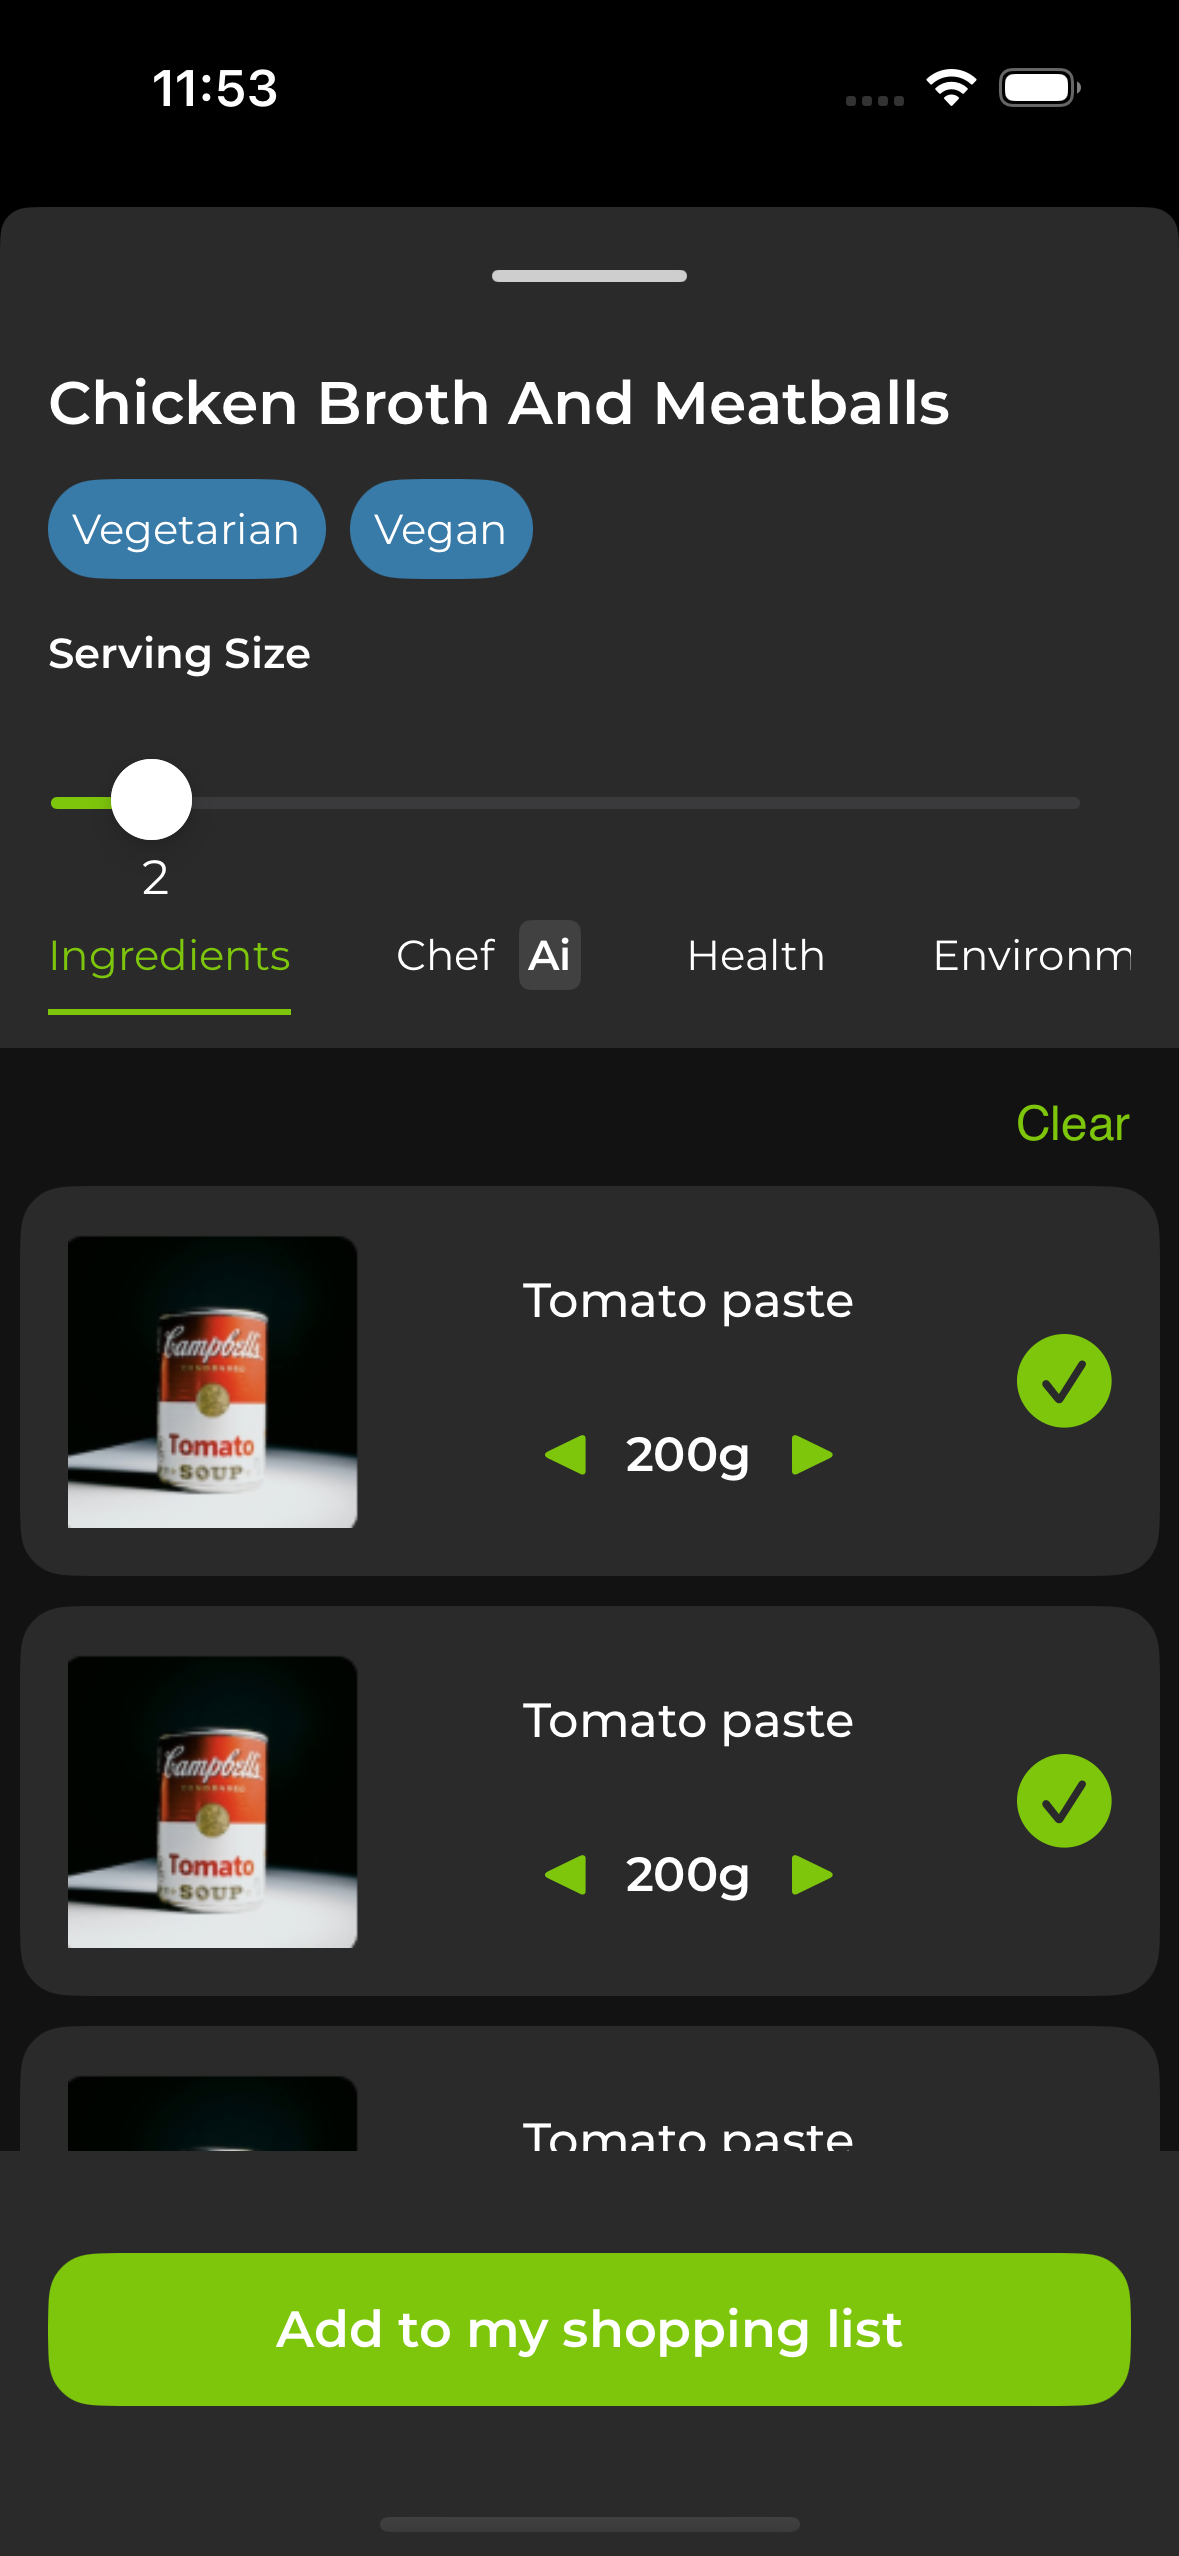 11:53
Chicken Broth And Meatballs
Vegetarian Vegan
Serving Size
2
Ingredients Chef Ai Health Environm
Clear
Tomato paste
Campbell's
CONDENSED
Tomato
SOUP
200g
Tomato paste
Campbell's
CONDENSED
Tomato
SOUP
200g
Tomato paste
Add to my shopping list